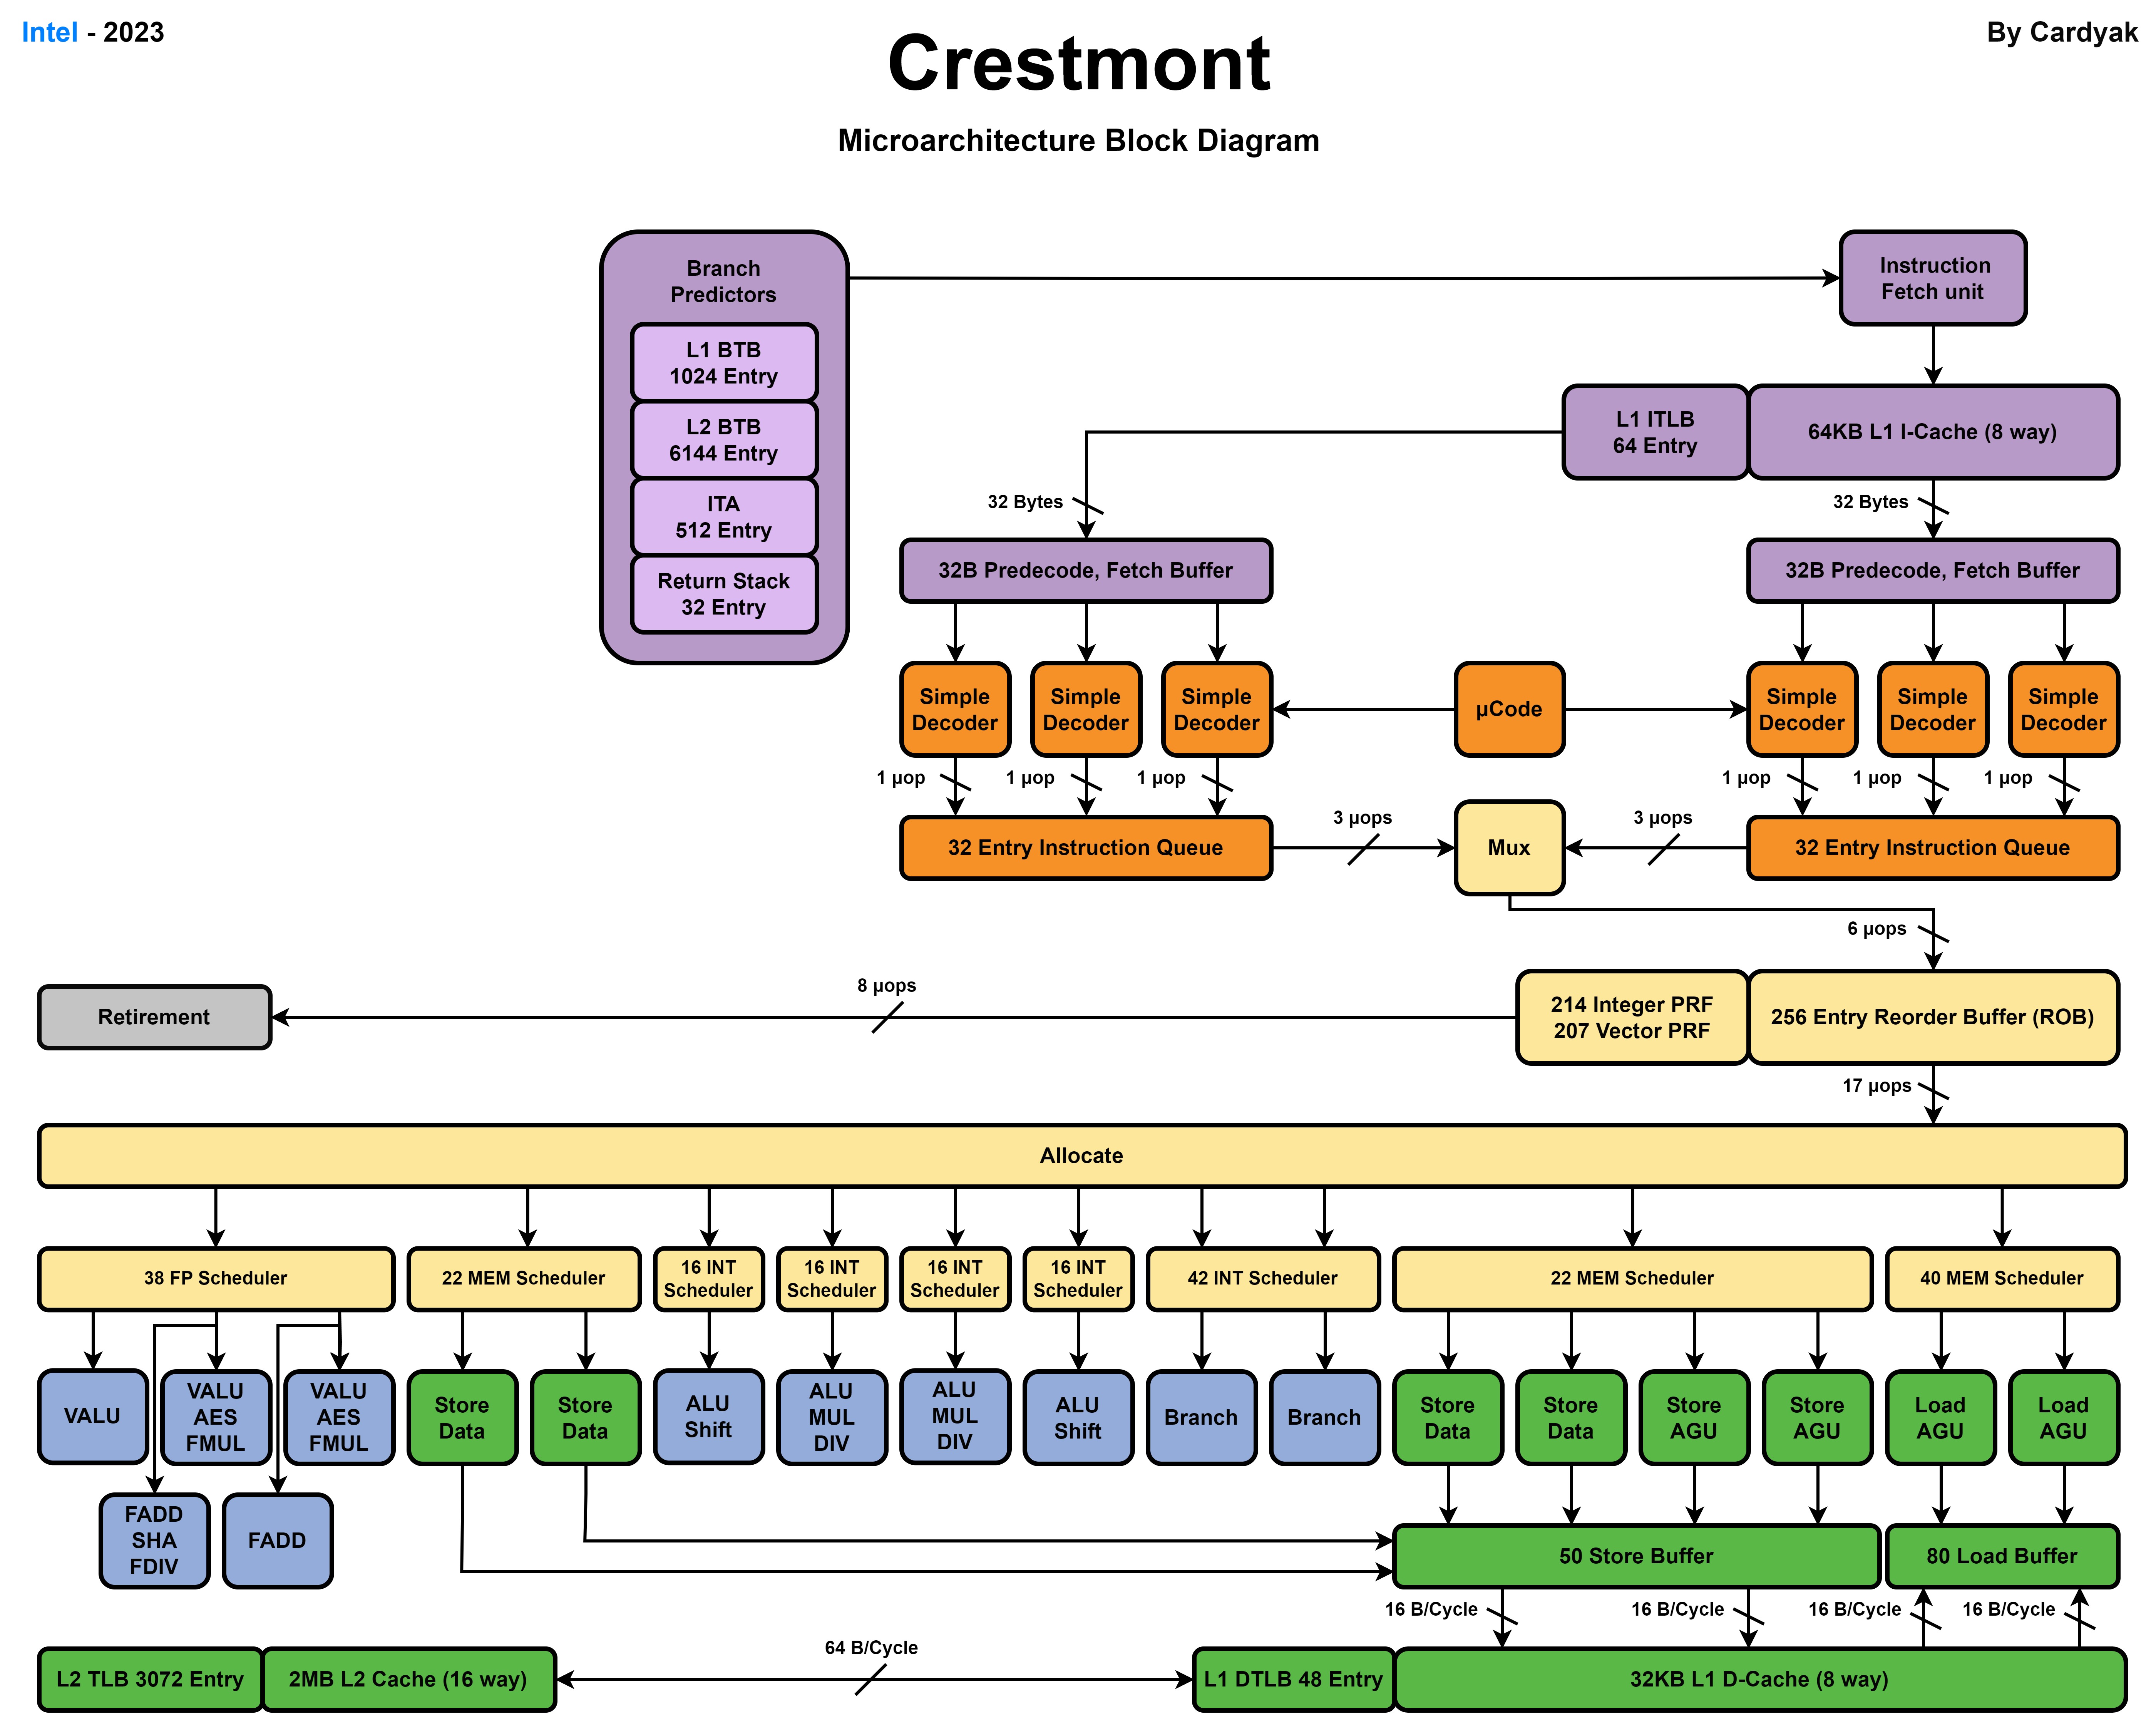 Intel - 2023
By Cardyak
Crestmont
Microarchitecture Block Diagram
Branch
Predictors
L1 BTB
1024 Entry
L2 BTB
6144 Entry
ITA
512 Entry
Return Stack
32 Entry
Instruction
Fetch unit
L1 ITLB
64 Entry
64KB L1 I-Cache (8 way)
32 Bytes
32 Bytes
32B Predecode, Fetch Buffer
32B Predecode, Fetch Buffer
Simple
Decoder
Simple
Decoder
Simple
Decoder
µCode
Simple
Decoder
Simple
Decoder
Simple
Decoder
1 µop
1 µop
1 µop
1 µop
1 µop
1 µop
32 Entry Instruction Queue
3 µops
Mux
3 µops
32 Entry Instruction Queue
6 µops
Retirement
8 µops
214 Integer PRF
207 Vector PRF
256 Entry Reorder Buffer (ROB)
17 µops
Allocate
38 FP Scheduler
22 MEM Scheduler
16 INT
Scheduler
16 INT
Scheduler
16 INT
Scheduler
16 INT
Scheduler
42 INT Scheduler
22 MEM Scheduler
40 MEM Scheduler
VALU
VALU
AES
FMUL
VALU
AES
FMUL
Store
Data
Store
Data
ALU
Shift
ALU
MUL
DIV
ALU
MUL
DIV
ALU
Shift
Branch
Branch
Store
Data
Store
Data
Store
AGU
Store
AGU
Load
AGU
Load
AGU
FADD
SHA
FDIV
FADD
50 Store Buffer
80 Load Buffer
16 B/Cycle
16 B/Cycle
16 B/Cycle
16 B/Cycle
L2 TLB 3072 Entry
2MB L2 Cache (16 way)
64 B/Cycle
L1 DTLB 48 Entry
32KB L1 D-Cache (8 way)